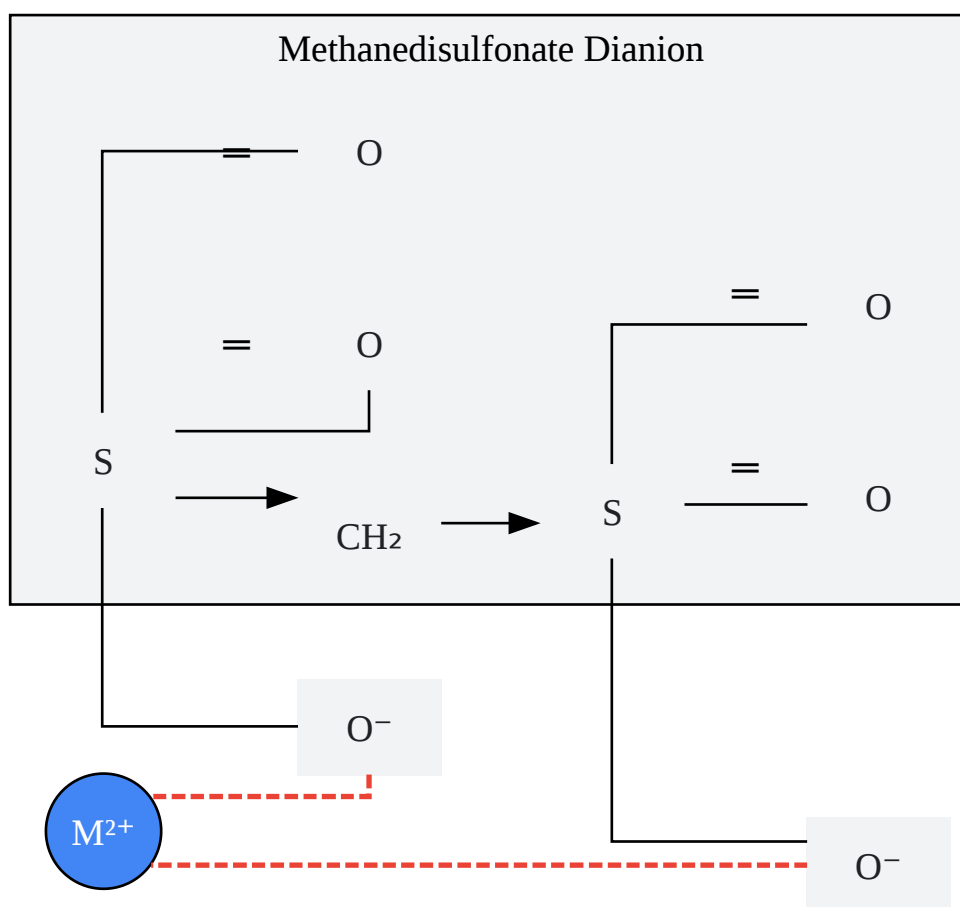 Methanedisulfonate Dianion
=
O
=
O
=
O
S
=
O
S
CH₂
O⁻
M²⁺
O⁻